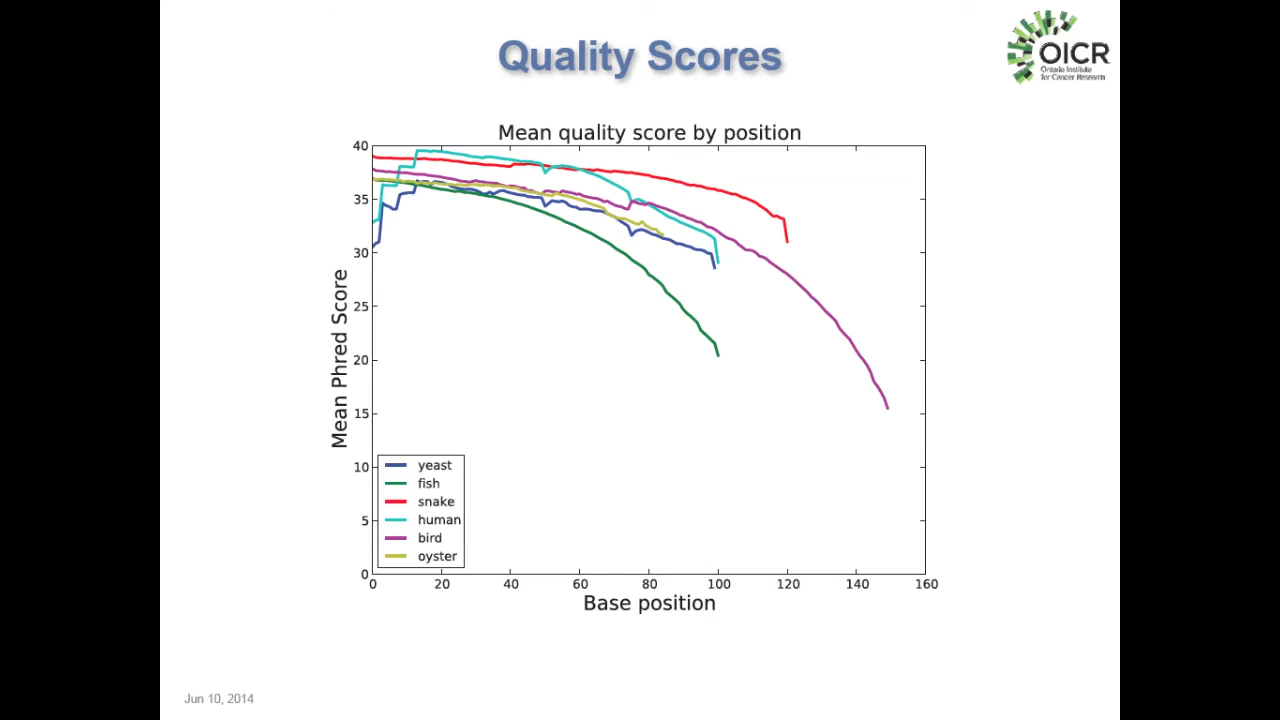 Quality Scores
OICR
Ontario Institute
for Cancer Research
Mean quality score by position
40
35
30
25
20
15
10
5
0
Mean Phred Score
yeast
fish
snake
human
bird
oyster
0 20 40 60 80 100 120 140 160
Base position
Jun 10, 2014